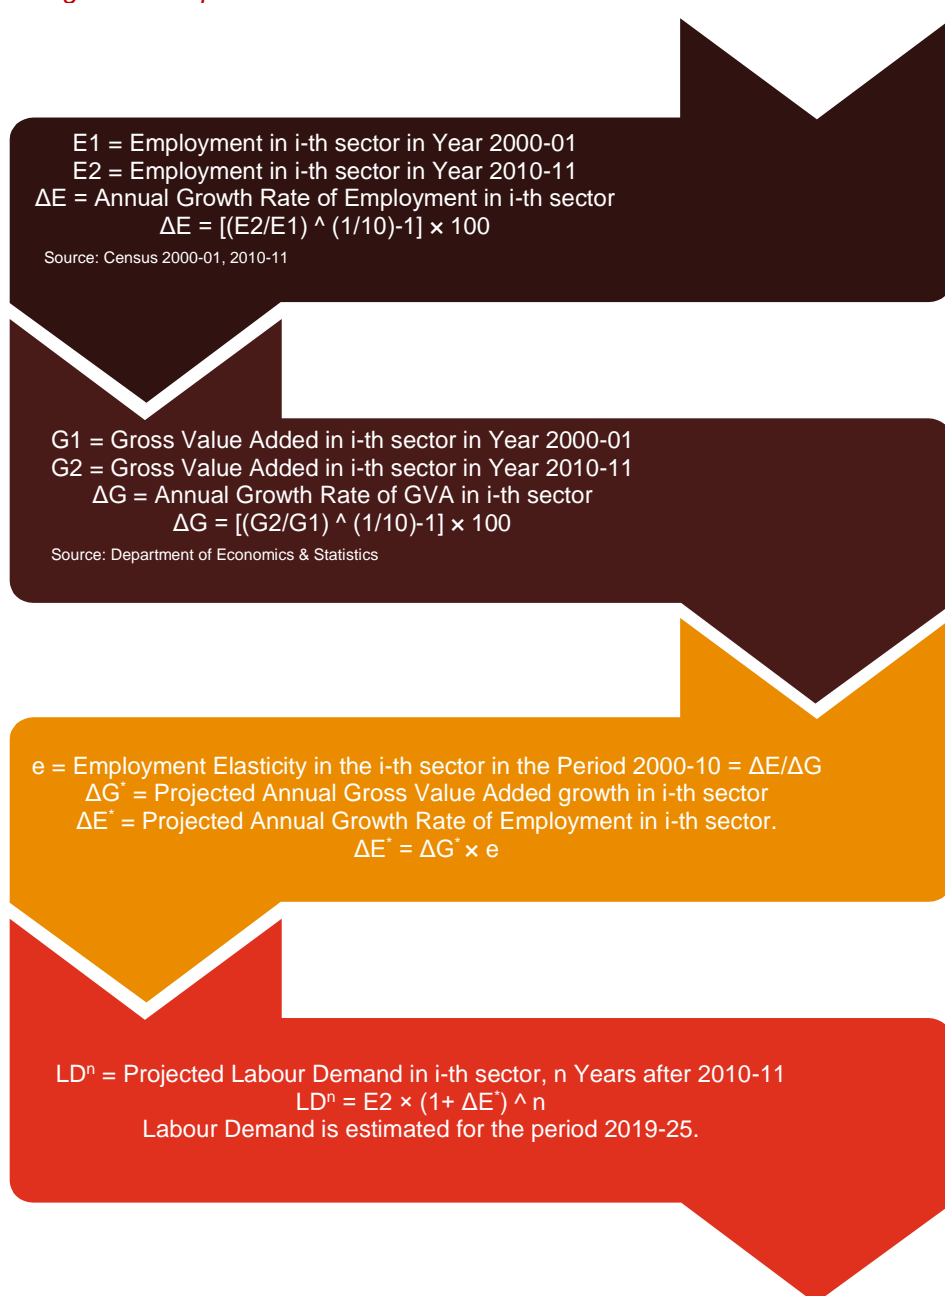 E1 = Employment in i-th sector in Year 2000-01
E2 = Employment in i-th sector in Year 2010-11
ΔE = Annual Growth Rate of Employment in i-th sector
ΔE = [(E2/E1) ^ (1/10)-1] × 100
Source: Census 2000-01, 2010-11
G1 = Gross Value Added in i-th sector in Year 2000-01
G2 = Gross Value Added in i-th sector in Year 2010-11
ΔG = Annual Growth Rate of GVA in i-th sector
ΔG = [(G2/G1) ^ (1/10)-1] × 100
Source: Department of Economics & Statistics
e = Employment Elasticity in the i-th sector in the Period 2000-10 = ΔE/ΔG
ΔG* = Projected Annual Gross Value Added growth in i-th sector
ΔE* = Projected Annual Growth Rate of Employment in i-th sector.
ΔE* = ΔG* × e
LDⁿ = Projected Labour Demand in i-th sector, n Years after 2010-11
LDⁿ = E2 × (1+ ΔE*) ^ n
Labour Demand is estimated for the period 2019-25.